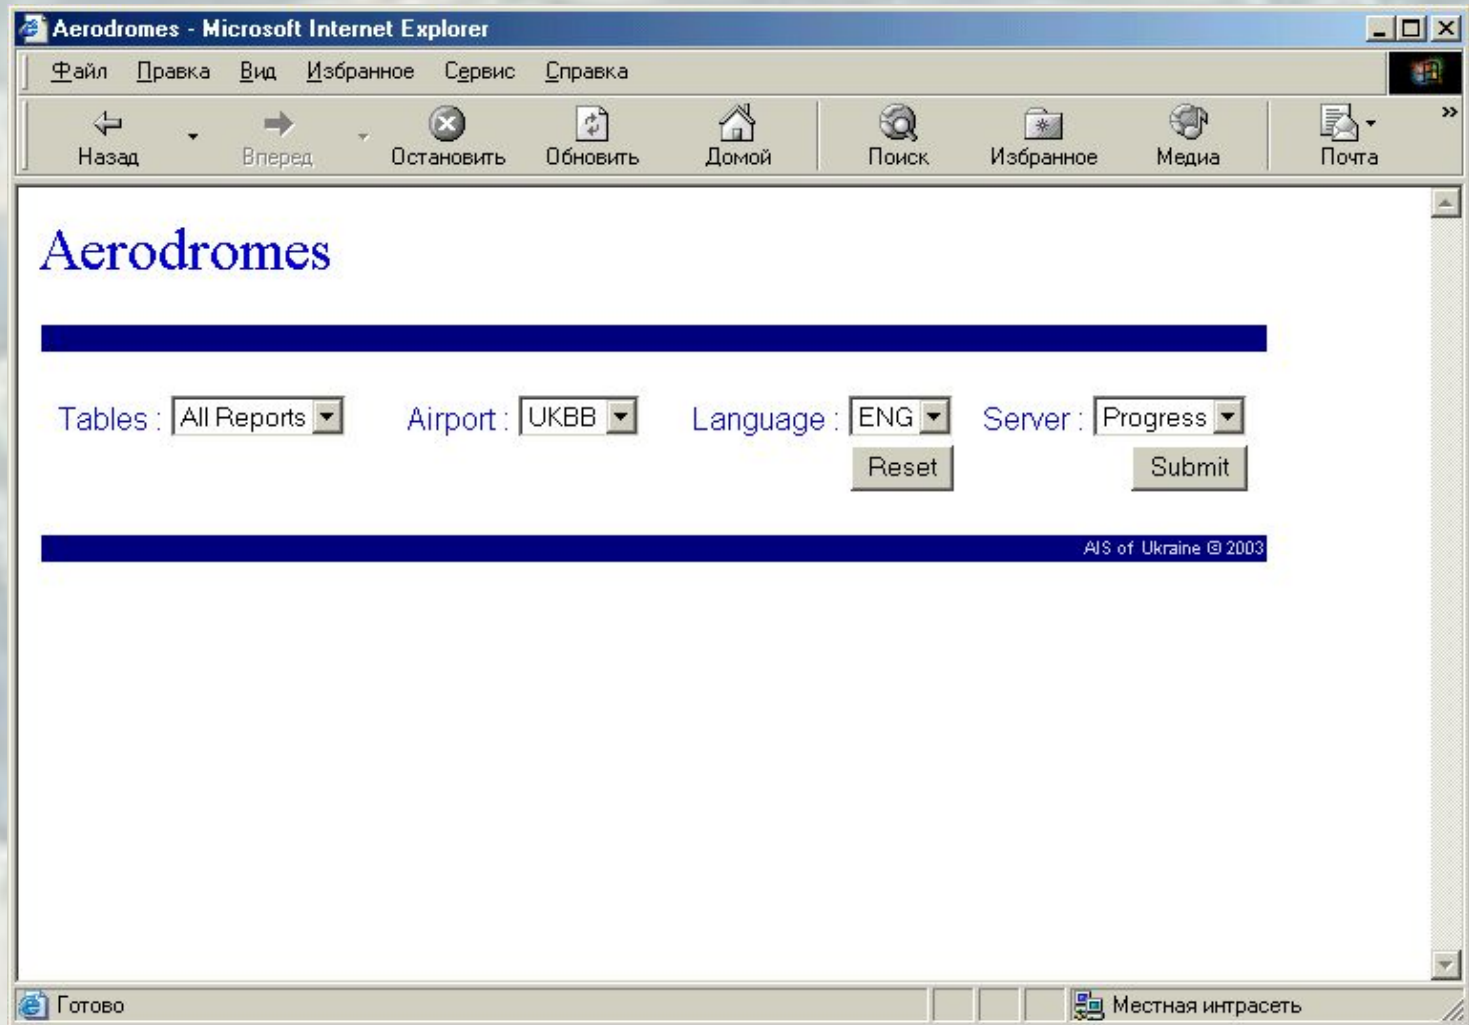 Aerodromes - Microsoft Internet Explorer
Файл Правка Вид Избранное Сервис Справка
Назад Вперед Остановить Обновить Домой Поиск Избранное Медиа Почта »
Aerodromes
Tables : All Reports Airport : UKBB Language : ENG Server : Progress
Reset Submit
AIS of Ukraine © 2003
Готово Местная интрасеть